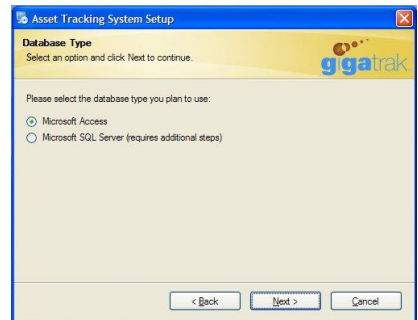 Asset Tracking System Setup
Database Type
Select an option and click Next to continue.
gigatrak
Please select the database type you plan to use:
Microsoft Access
Microsoft SQL Server (requires additional steps)
< Back
Next >
Cancel